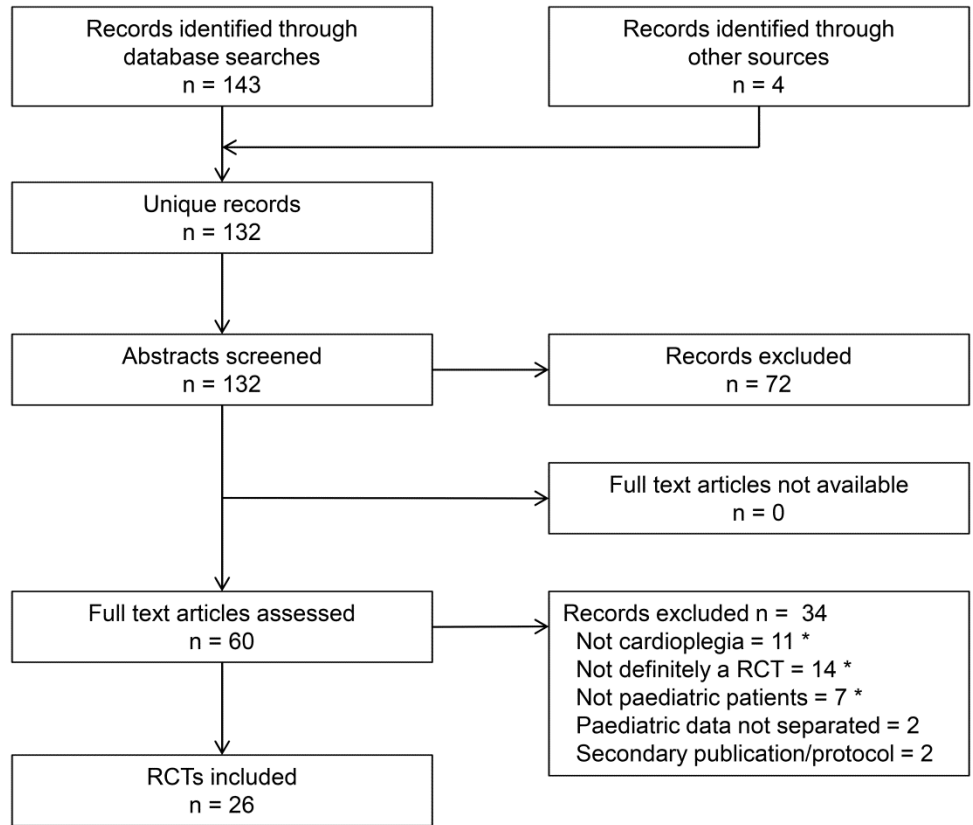 Records identified through
database searches
n = 143
Records identified through
other sources
n = 4
Unique records
n = 132
Abstracts screened
n = 132
Records excluded
n = 72
Full text articles not available
n = 0
Full text articles assessed
n = 60
Records excluded n =  34
Not cardioplegia = 11 *
Not definitely a RCT = 14 *
Not paediatric patients = 7 *
Paediatric data not separated = 2
Secondary publication/protocol = 2
RCTs included
n = 26